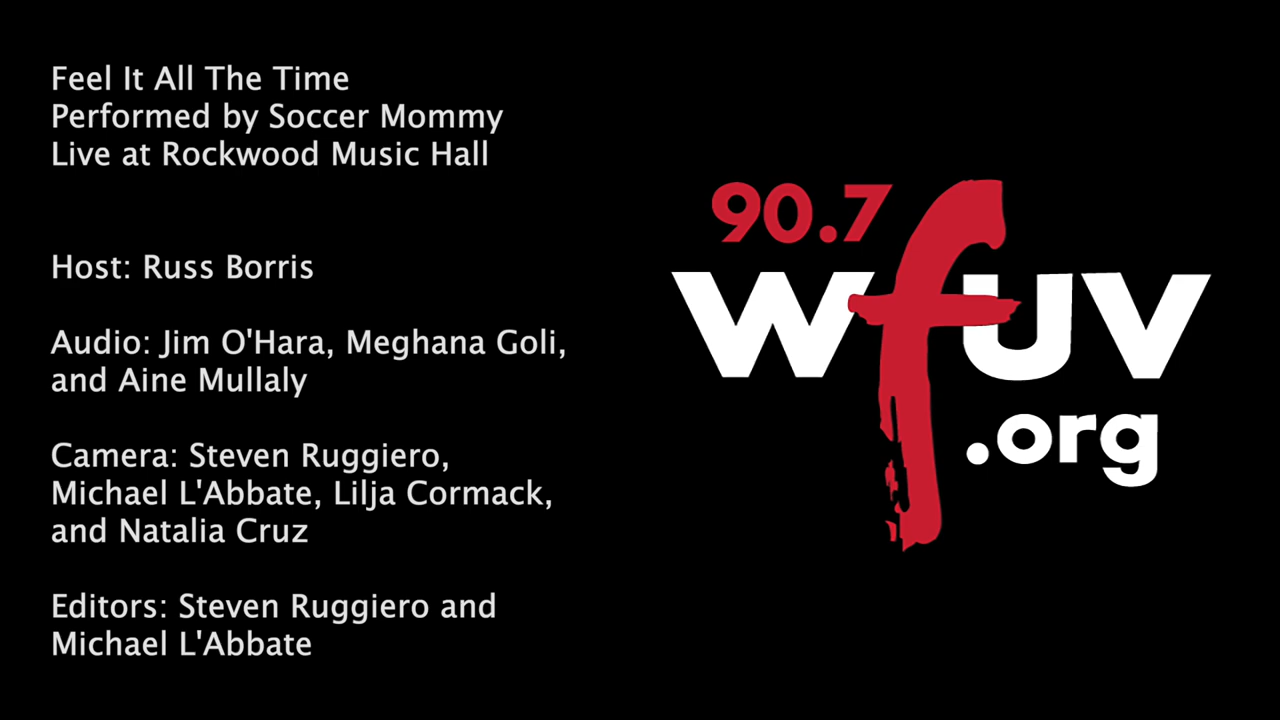 Feel It All The Time
Performed by Soccer Mommy
Live at Rockwood Music Hall
Host: Russ Borris
Audio: Jim O'Hara, Meghana Goli,
and Aine Mullaly
Camera: Steven Ruggiero,
Michael L'Abbate, Lilja Cormack,
and Natalia Cruz
Editors: Steven Ruggiero and
Michael L'Abbate
90.7
wfuv
.org